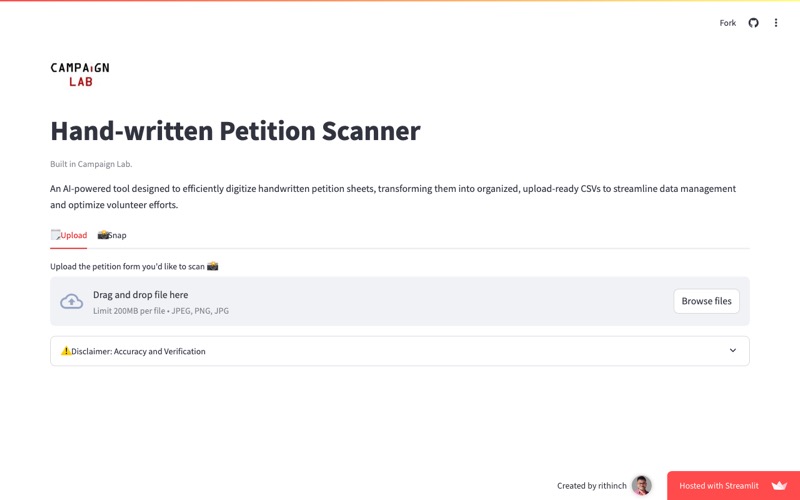 Fork
CAMPAiGN
LAB
Hand-written Petition Scanner
Built in Campaign Lab.
An AI-powered tool designed to efficiently digitize handwritten petition sheets, transforming them into organized, upload-ready CSVs to streamline data management
and optimize volunteer efforts.
Upload 📸Snap
Upload the petition form you'd like to scan 📸
Drag and drop file here
Limit 200MB per file • JPEG, PNG, JPG
Browse files
⚠️Disclaimer: Accuracy and Verification
Created by rithinch
Hosted with Streamlit